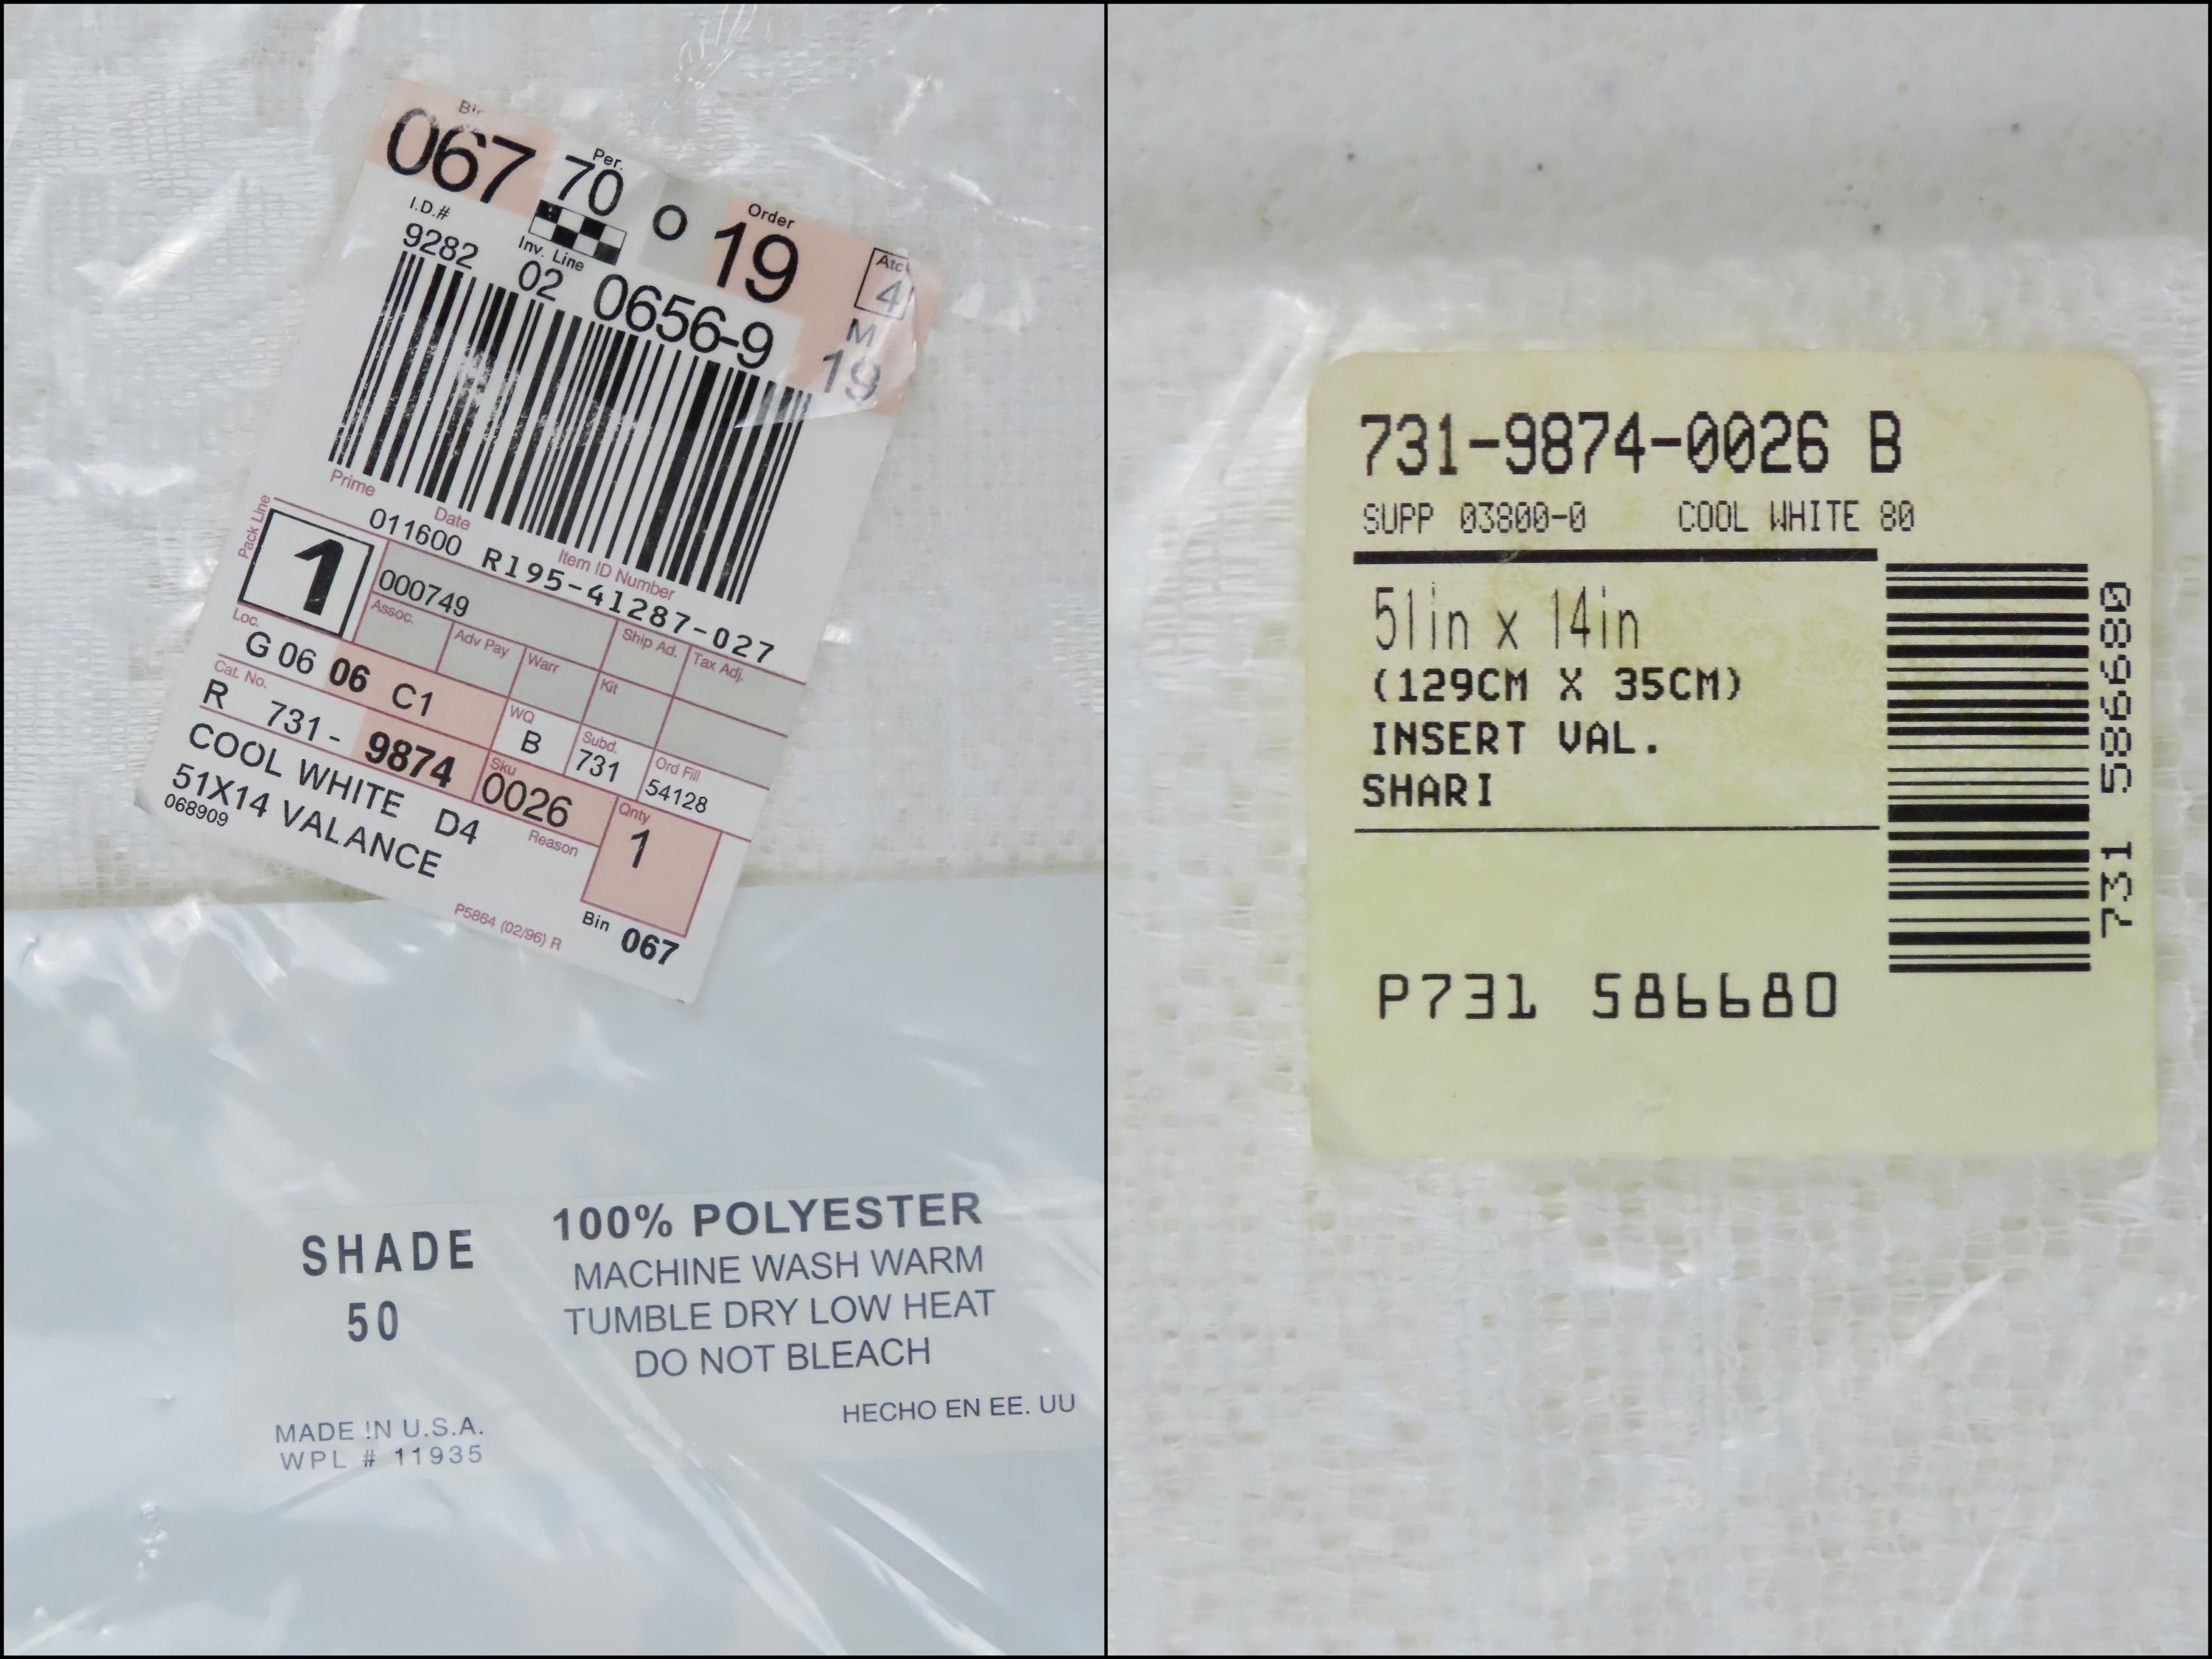 Bin
067
Per.
70
O
Order
19
Atc
4
M
19
I.D.#
9282
Inv. Line
02
0656-9
Prime
Date
011600
Item ID Number
R195-41287-027
Pack Line
1
000749
Assoc.
Adv Pay
Warr
Ship Ad.
Tax Adj.
Kit
Loc.
G 06 06 C1
WQ
B
Subd.
731
Ord Fill
54128
Cat. No.
R 731- 9874
Sku
0026
COOL WHITE D4
Reason
Qnty
1
51X14 VALANCE
068909
P5864 (02/96) R
Bin 067
SHADE
50
100% POLYESTER
MACHINE WASH WARM
TUMBLE DRY LOW HEAT
DO NOT BLEACH
HECHO EN EE. UU
MADE IN U.S.A.
WPL # 11935
731-9874-0026 B
SUPP 03800-0 COOL WHITE 80
51in x 14in
(129CM X 35CM)
INSERT VAL.
SHARI
731 586680
P731 586680